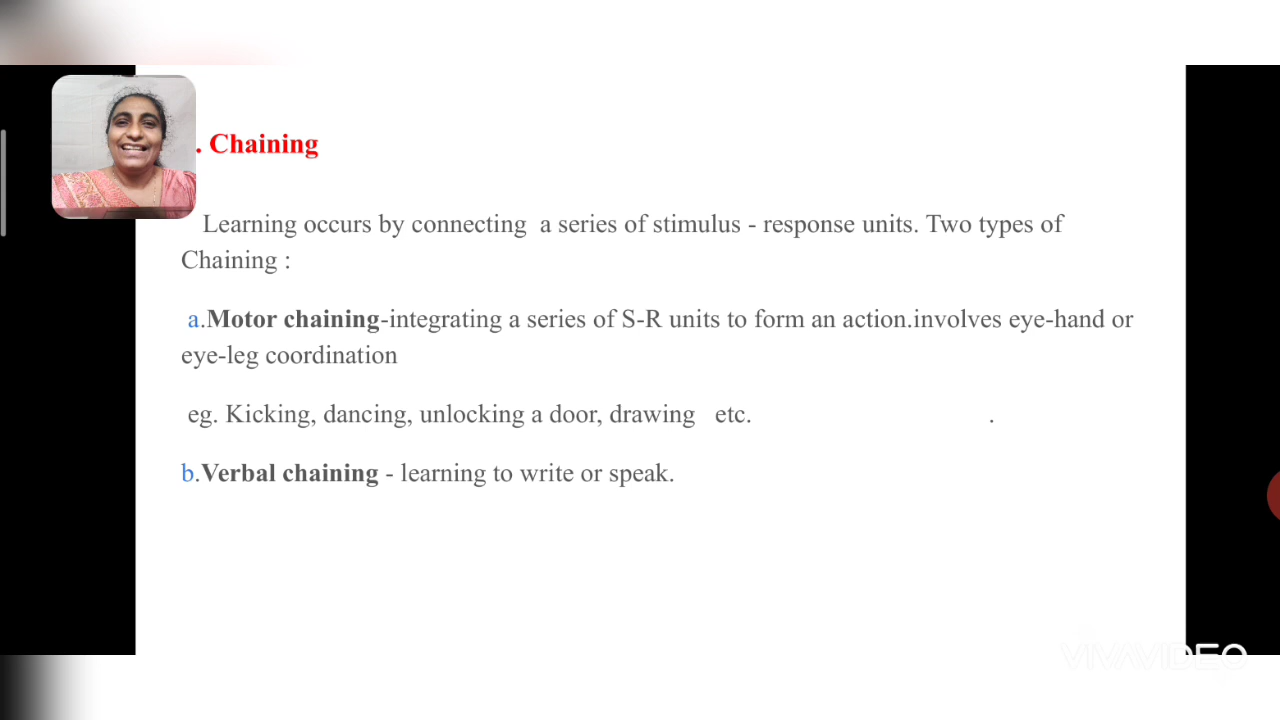 . Chaining
Learning occurs by connecting a series of stimulus - response units. Two types of
Chaining :
a.Motor chaining-integrating a series of S-R units to form an action.involves eye-hand or
eye-leg coordination
eg. Kicking, dancing, unlocking a door, drawing etc. .
b.Verbal chaining - learning to write or speak.
VIVAVIDEO